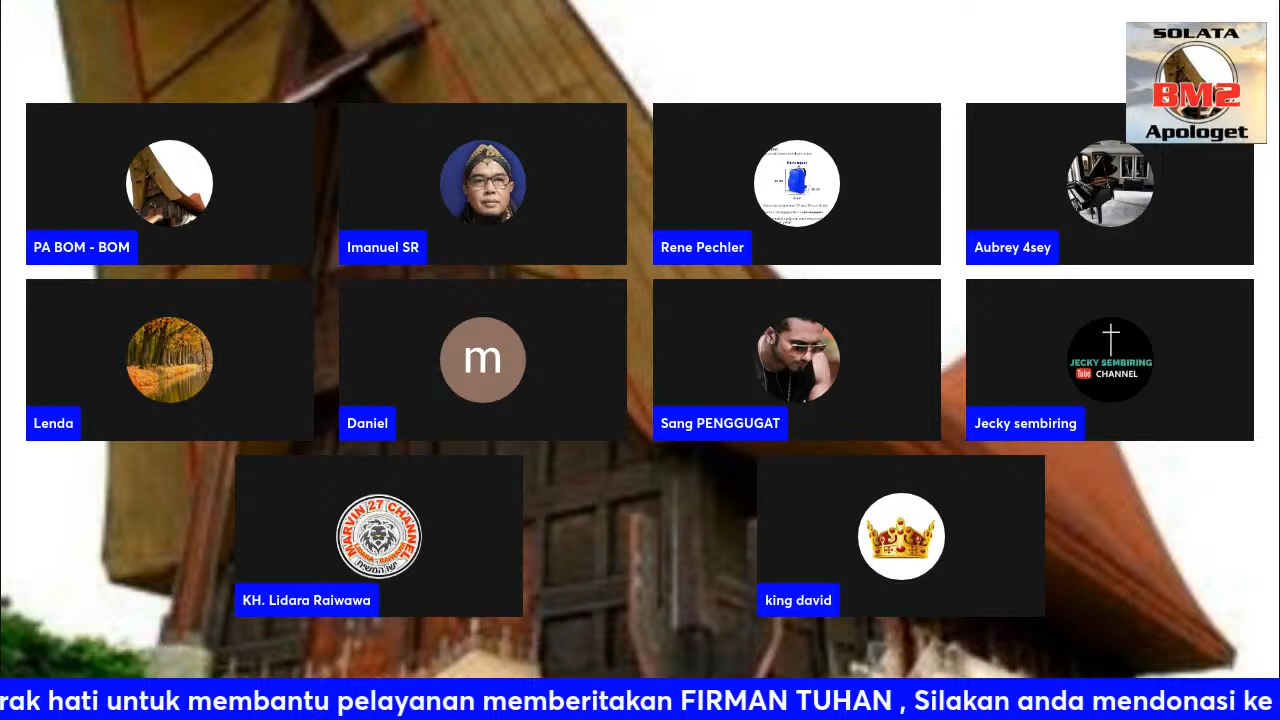 SOLATA
BM2
Apologet
PA BOM - BOM
Imanuel SR
Rene Pechler
Aubrey 4sey
m
JECKY SEMBIRING
Tube CHANNEL
Lenda
Daniel
Sang PENGGUGAT
Jecky sembiring
MARVIN 27 CHANNEL
KH. Lidara Raiwawa
king david
rak hati untuk membantu pelayanan memberitakan FIRMAN TUHAN , Silakan anda mendonasi ke